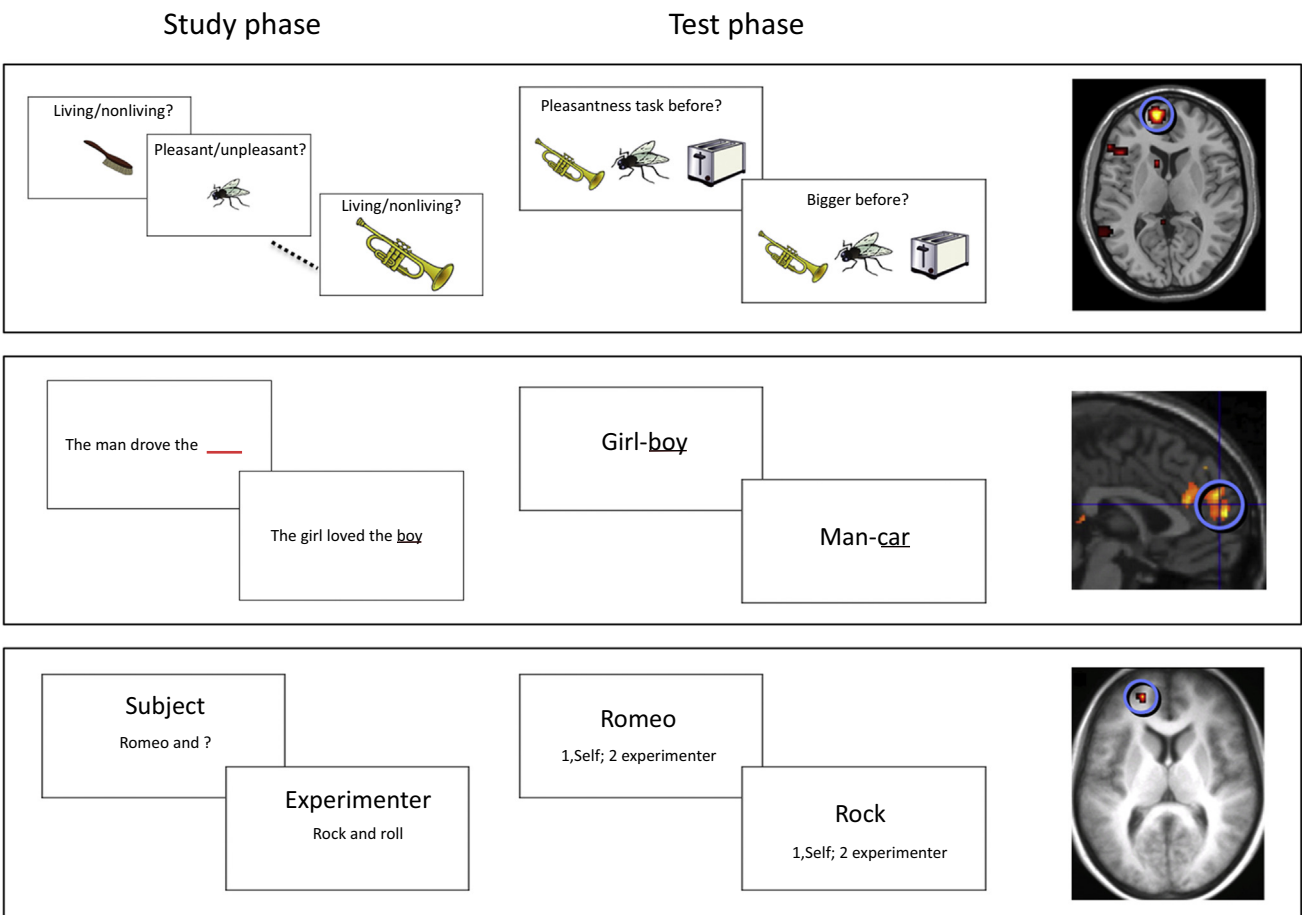 Study phase
Test phase
Living/nonliving?
Pleasant/unpleasant?
Living/nonliving?
Pleasantness task before?
Bigger before?
The man drove the ____
The girl loved the boy
Girl-boy
Man-car
Subject
Romeo and ?
Experimenter
Rock and roll
Romeo
1,Self; 2 experimenter
Rock
1,Self; 2 experimenter